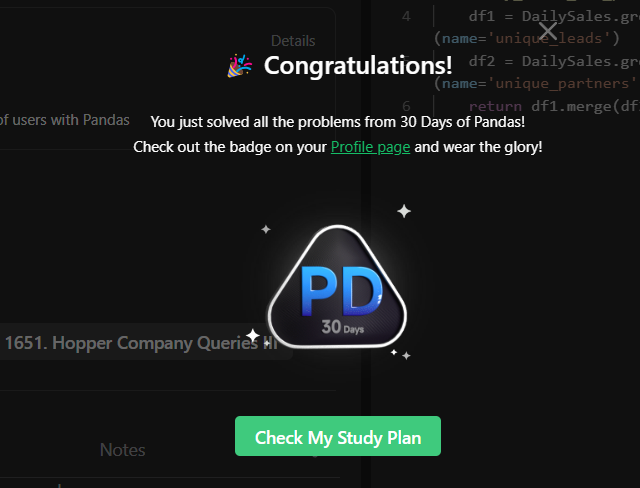 Details
4 df1 = DailySales.gro
(name='unique_leads')
df2 = DailySales.gro
(name='unique_partners'
6 return df1.merge(df
🎉 Congratulations!
of users with Pandas
You just solved all the problems from 30 Days of Pandas!
Check out the badge on your Profile page and wear the glory!
PD
30 Days
1651. Hopper Company Queries III
Check My Study Plan
Notes